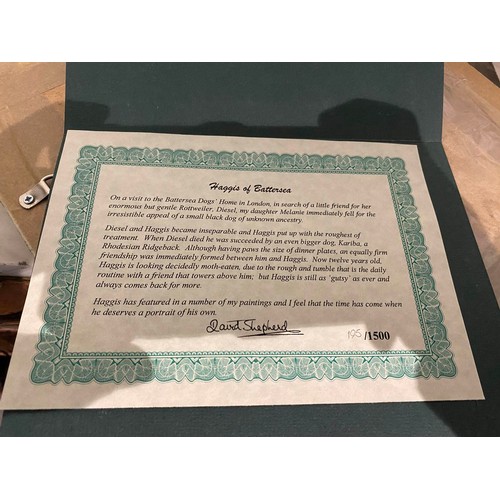 Haggis of Battersea
On a visit to the Battersea Dogs' Home in London, in search of a little friend for her
enormous but gentle Rottweiler, Diesel, my daughter Melanie immediately fell for the
irresistible appeal of a small black dog of unknown ancestry.
Diesel and Haggis became inseparable and Haggis put up with the roughest of
treatment. When Diesel died he was succeeded by an even bigger dog, Kariba, a
Rhodesian Ridgeback. Although having paws the size of dinner plates, an equally firm
friendship was immediately formed between him and Haggis. Now twelve years old,
Haggis is looking decidedly moth-eaten, due to the rough and tumble that is the daily
routine with a friend that towers above him; but Haggis is still as 'gutsy' as ever and
always comes back for more.
Haggis has featured in a number of my paintings and I feel that the time has come when
he deserves a portrait of his own.
David Shepherd
195/1500